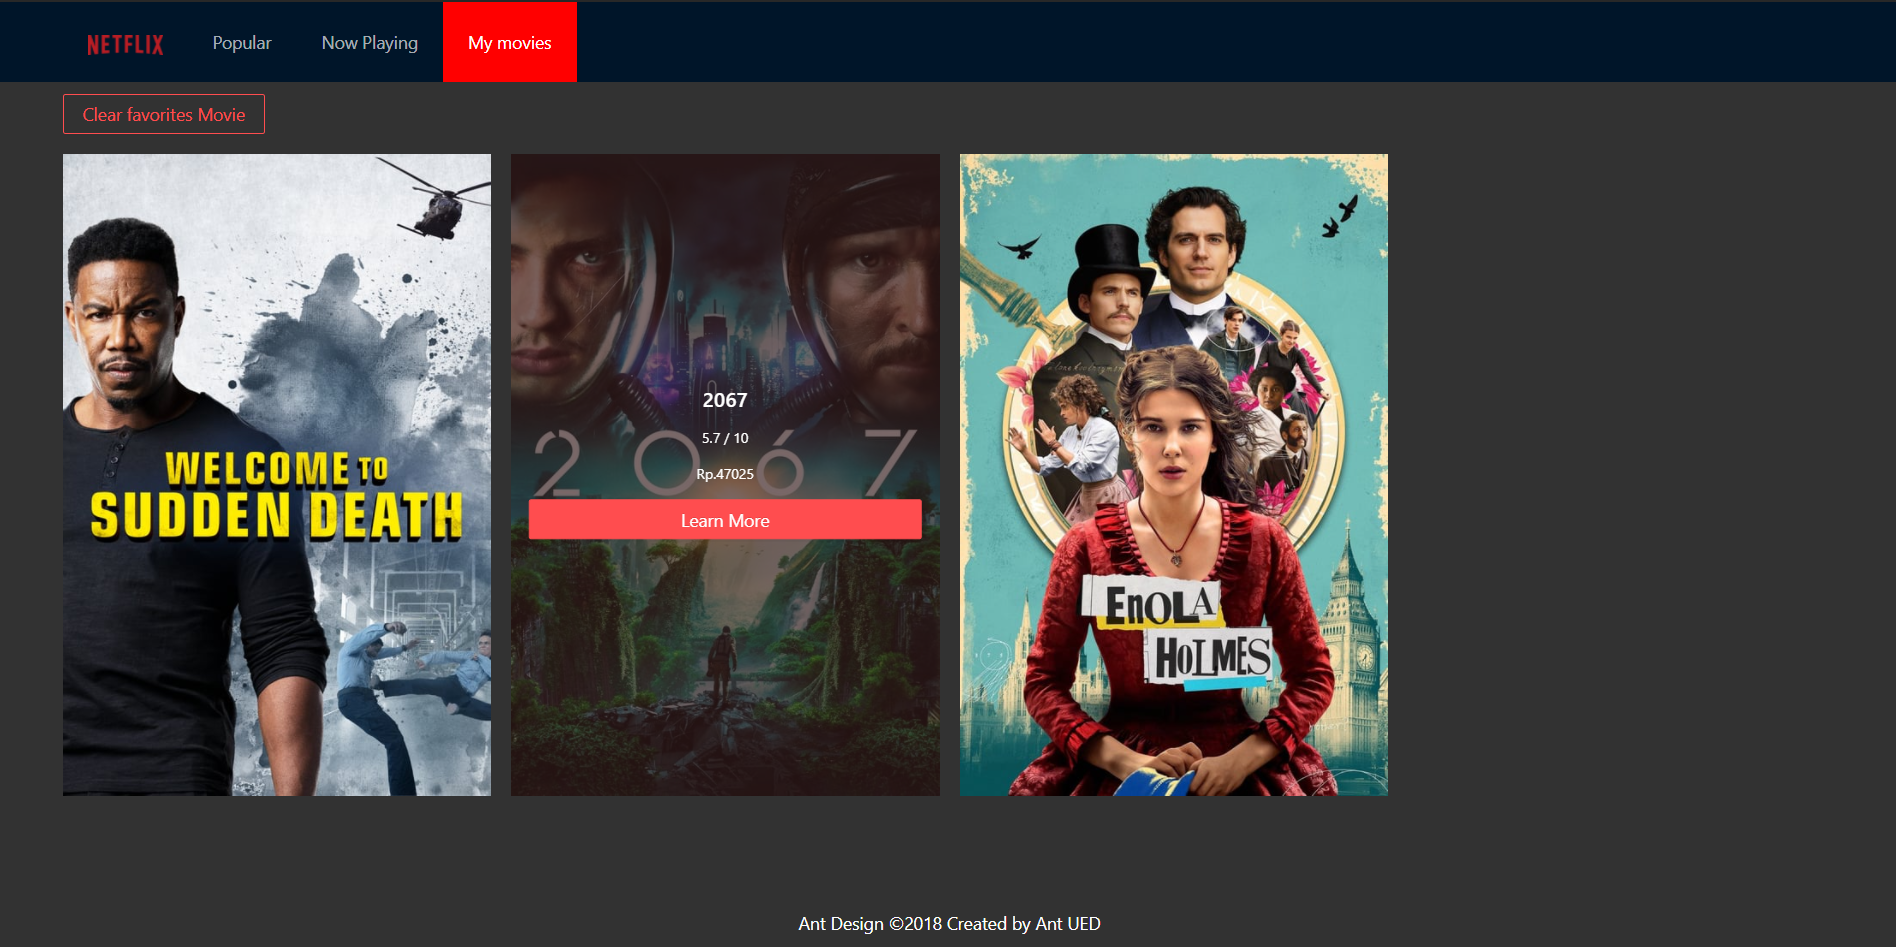 NETFLIX
Popular
Now Playing
My movies
Clear favorites Movie
WELCOME TO
SUDDEN DEATH
2067
5.7 / 10
2067
Rp.47025
Learn More
ENOLA
HOLMES
Ant Design ©2018 Created by Ant UED